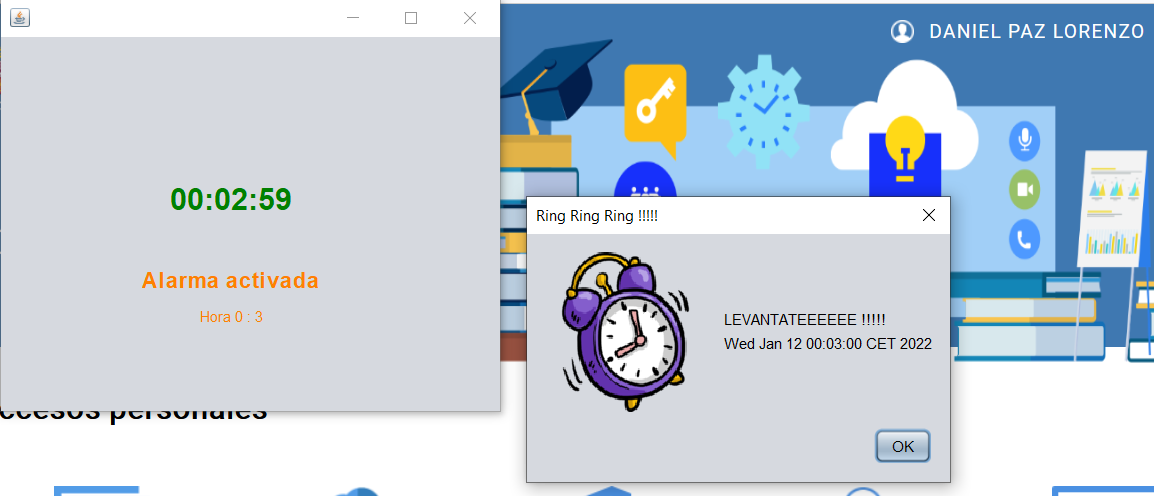 DANIEL PAZ LORENZO
00:02:59
Alarma activada
Hora 0 : 3
Ring Ring Ring !!!!!
LEVANTATEEEEEE !!!!!
Wed Jan 12 00:03:00 CET 2022
OK
ccesos personales